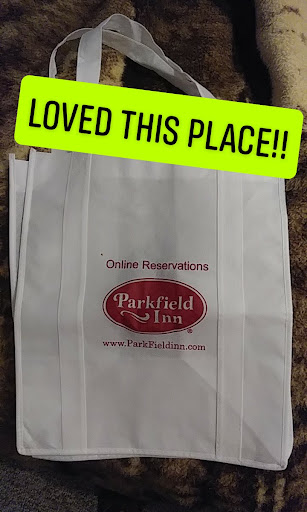 LOVED THIS PLACE!!
Online Reservations
Parkfield
Inn
®
www.ParkFieldinn.com